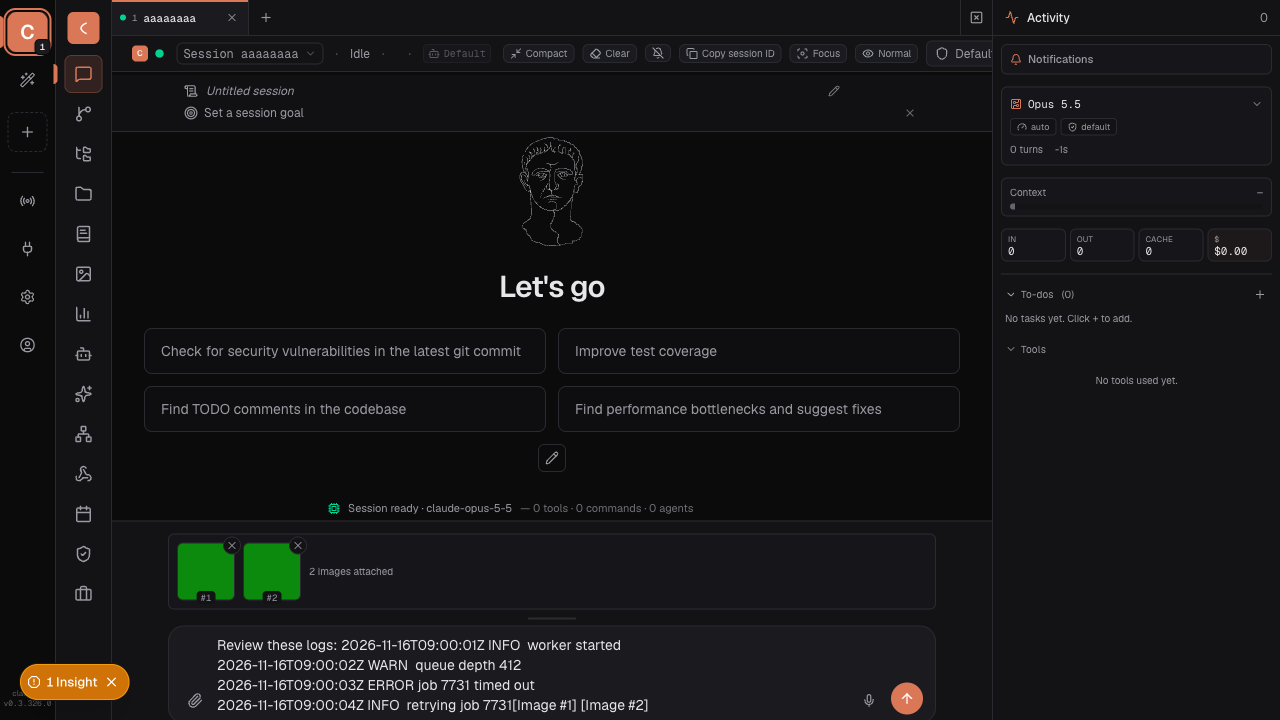 C
1
1 aaaaaaaa
Activity
0
C
Session aaaaaaaa
·
Idle
·
·
Default
Compact
Clear
Copy session ID
Focus
Normal
Default
Untitled session
Set a session goal
Let's go
Check for security vulnerabilities in the latest git commit
Improve test coverage
Find TODO comments in the codebase
Find performance bottlenecks and suggest fixes
Session ready · claude-opus-5-5 — 0 tools · 0 commands · 0 agents
#1
#2
2 images attached
Review these logs: 2026-11-16T09:00:01Z INFO worker started
2026-11-16T09:00:02Z WARN queue depth 412
2026-11-16T09:00:03Z ERROR job 7731 timed out
2026-11-16T09:00:04Z INFO retrying job 7731[Image #1] [Image #2]
1 Insight
v0.3.326.0
Notifications
Opus 5.5
auto
default
0 turns
-1s
Context
–
IN
0
OUT
0
CACHE
0
$
$0.00
To-dos (0)
No tasks yet. Click + to add.
Tools
No tools used yet.